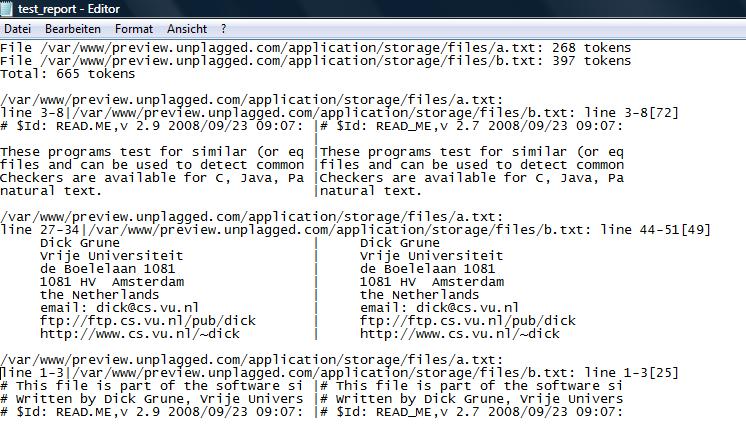 test_report - Editor
Datei Bearbeiten Format Ansicht ?
File /var/www/preview.unplagged.com/application/storage/files/a.txt: 268 tokens
File /var/www/preview.unplagged.com/application/storage/files/b.txt: 397 tokens
Total: 665 tokens
/var/www/preview.unplagged.com/application/storage/files/a.txt:
line 3-8|/var/www/preview.unplagged.com/application/storage/files/b.txt: line 3-8[72]
# $Id: READ.ME,v 2.9 2008/09/23 09:07: |# $Id: READ_ME,v 2.7 2008/09/23 09:07:
|
These programs test for similar (or eq |These programs test for similar (or eq
files and can be used to detect common |files and can be used to detect common
Checkers are available for C, Java, Pa |Checkers are available for C, Java, Pa
natural text. |natural text.
/var/www/preview.unplagged.com/application/storage/files/a.txt:
line 27-34|/var/www/preview.unplagged.com/application/storage/files/b.txt: line 44-51[49]
Dick Grune | Dick Grune
Vrije Universiteit | Vrije Universiteit
de Boelelaan 1081 | de Boelelaan 1081
1081 HV  Amsterdam | 1081 HV  Amsterdam
the Netherlands | the Netherlands
email: dick@cs.vu.nl | email: dick@cs.vu.nl
ftp://ftp.cs.vu.nl/pub/dick | ftp://ftp.cs.vu.nl/pub/dick
http://www.cs.vu.nl/~dick | http://www.cs.vu.nl/~dick
/var/www/preview.unplagged.com/application/storage/files/a.txt:
line 1-3|/var/www/preview.unplagged.com/application/storage/files/b.txt: line 1-3[25]
# This file is part of the software si |# This file is part of the software si
# Written by Dick Grune, Vrije Univers |# Written by Dick Grune, Vrije Univers
# $Id: READ.ME,v 2.9 2008/09/23 09:07: |# $Id: READ_ME,v 2.7 2008/09/23 09:07: